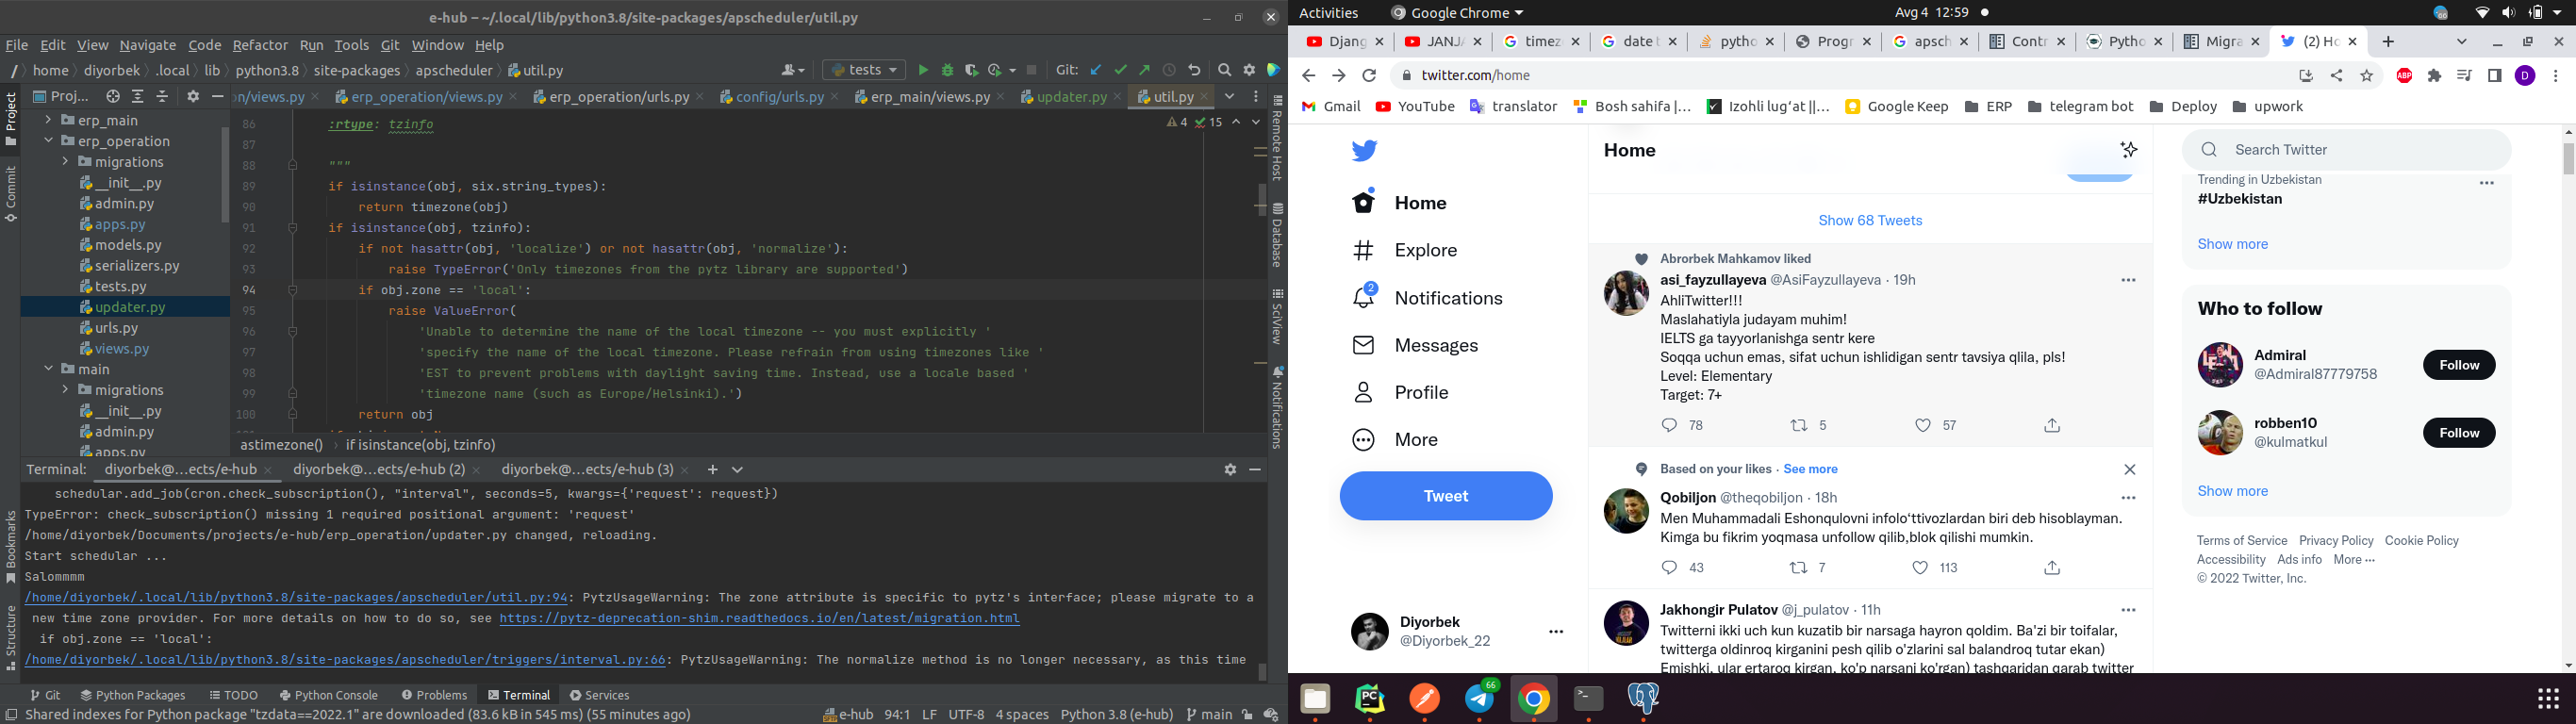 e-hub – ~/.local/lib/python3.8/site-packages/apscheduler/util.py
File Edit View Navigate Code Refactor Run Tools Git Window Help
/ home diyorbek .local lib python3.8 site-packages apscheduler util.py
tests
Git:
Project
Commit
Bookmarks
Structure
Proj...
erp_main
erp_operation
migrations
__init__.py
admin.py
apps.py
models.py
serializers.py
tests.py
updater.py
urls.py
views.py
main
migrations
__init__.py
admin.py
apps.py
on/views.py erp_operation/views.py erp_operation/urls.py config/urls.py erp_main/views.py updater.py util.py
4 15
86 :rtype: tzinfo
87
88 """
89 if isinstance(obj, six.string_types):
90 return timezone(obj)
91 if isinstance(obj, tzinfo):
92 if not hasattr(obj, 'localize') or not hasattr(obj, 'normalize'):
93 raise TypeError('Only timezones from the pytz library are supported')
94 if obj.zone == 'local':
95 raise ValueError(
96 'Unable to determine the name of the local timezone -- you must explicitly '
97 'specify the name of the local timezone. Please refrain from using timezones like '
98 'EST to prevent problems with daylight saving time. Instead, use a locale based '
99 'timezone name (such as Europe/Helsinki).')
100 return obj
astimezone() if isinstance(obj, tzinfo)
Remote Host
Database
SciView
Notifications
Terminal: diyorbek@...ects/e-hub diyorbek@...ects/e-hub (2) diyorbek@...ects/e-hub (3)
schedular.add_job(cron.check_subscription(), "interval", seconds=5, kwargs={'request': request})
TypeError: check_subscription() missing 1 required positional argument: 'request'
/home/diyorbek/Documents/projects/e-hub/erp_operation/updater.py changed, reloading.
Start schedular ...
Salommmm
/home/diyorbek/.local/lib/python3.8/site-packages/apscheduler/util.py:94: PytzUsageWarning: The zone attribute is specific to pytz's interface; please migrate to a
new time zone provider. For more details on how to do so, see https://pytz-deprecation-shim.readthedocs.io/en/latest/migration.html
if obj.zone == 'local':
/home/diyorbek/.local/lib/python3.8/site-packages/apscheduler/triggers/interval.py:66: PytzUsageWarning: The normalize method is no longer necessary, as this time
Git Python Packages TODO Python Console Problems Terminal Services
Shared indexes for Python package "tzdata==2022.1" are downloaded (83.6 kB in 545 ms) (55 minutes ago)
e-hub 94:1 LF UTF-8 4 spaces Python 3.8 (e-hub) main
Activities Google Chrome Avg 4 12:59
Djang JANJ timez date t pytho Progr apsch Contr Pytho Migra (2) Ho
twitter.com/home
ABP
D
Gmail YouTube translator Bosh sahifa |... Izohli lugʻat ||... Google Keep ERP telegram bot Deploy upwork
Home
Explore
2
Notifications
Messages
Profile
More
Tweet
Diyorbek
@Diyorbek_22
Home
Show 68 Tweets
Abrorbek Mahkamov liked
asi_fayzullayeva @AsiFayzullayeva · 19h
AhliTwitter!!!
Maslahatiyla judayam muhim!
IELTS ga tayyorlanishga sentr kere
Soqqa uchun emas, sifat uchun ishlidigan sentr tavsiya qlila, pls!
Level: Elementary
Target: 7+
78 5 57
Based on your likes · See more
Qobiljon @theqobiljon · 18h
Men Muhammadali Eshonqulovni infoloʻttivozlardan biri deb hisoblayman.
Kimga bu fikrim yoqmasa unfollow qilib,blok qilishi mumkin.
43 7 113
Jakhongir Pulatov @j_pulatov · 11h
Twitterni ikki uch kun kuzatib bir narsaga hayron qoldim. Ba'zi bir toifalar,
twitterga oldinroq kirganini pesh qilib o'zlarini sal balandroq tutar ekan)
Emishki, ular ertaroq kirgan, ko'p narsani ko'rgan) tashqaridan qarab twitter
Search Twitter
Trending in Uzbekistan
#Uzbekistan
Show more
Who to follow
Admiral
@Admiral87779758
Follow
robben10
@kulmatkul
Follow
Show more
Terms of Service Privacy Policy Cookie Policy
Accessibility Ads info More
© 2022 Twitter, Inc.
PC
66